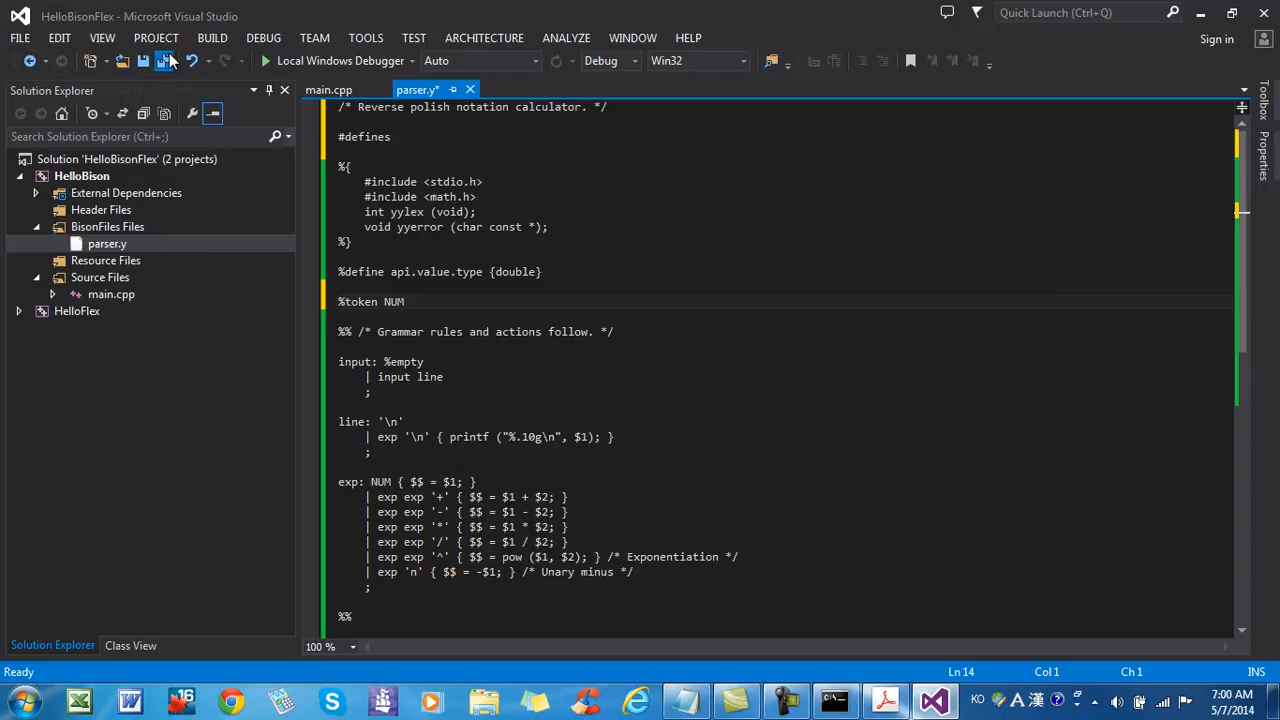 HelloBisonFlex - Microsoft Visual Studio
Quick Launch (Ctrl+Q)
FILE EDIT VIEW PROJECT BUILD DEBUG TEAM TOOLS TEST ARCHITECTURE ANALYZE WINDOW HELP
Sign in
Local Windows Debugger Auto Debug Win32
Solution Explorer
main.cpp parser.y*
Search Solution Explorer (Ctrl+;)
Solution 'HelloBisonFlex' (2 projects)
HelloBison
External Dependencies
Header Files
BisonFiles Files
parser.y
Resource Files
Source Files
main.cpp
HelloFlex
Solution Explorer Class View
/* Reverse polish notation calculator. */
#defines
%{
#include <stdio.h>
#include <math.h>
int yylex (void);
void yyerror (char const *);
%}
%define api.value.type {double}
%token NUM
%% /* Grammar rules and actions follow. */
input: %empty
| input line
;
line: '\n'
| exp '\n' { printf ("%.10g\n", $1); }
;
exp: NUM { $$ = $1; }
| exp exp '+' { $$ = $1 + $2; }
| exp exp '-' { $$ = $1 - $2; }
| exp exp '*' { $$ = $1 * $2; }
| exp exp '/' { $$ = $1 / $2; }
| exp exp '^' { $$ = pow ($1, $2); } /* Exponentiation */
| exp 'n' { $$ = -$1; } /* Unary minus */
;
%%
100 %
Toolbox
Properties
Ready
Ln 14 Col 1 Ch 1 INS
16
KO A 漢
7:00 AM
5/7/2014